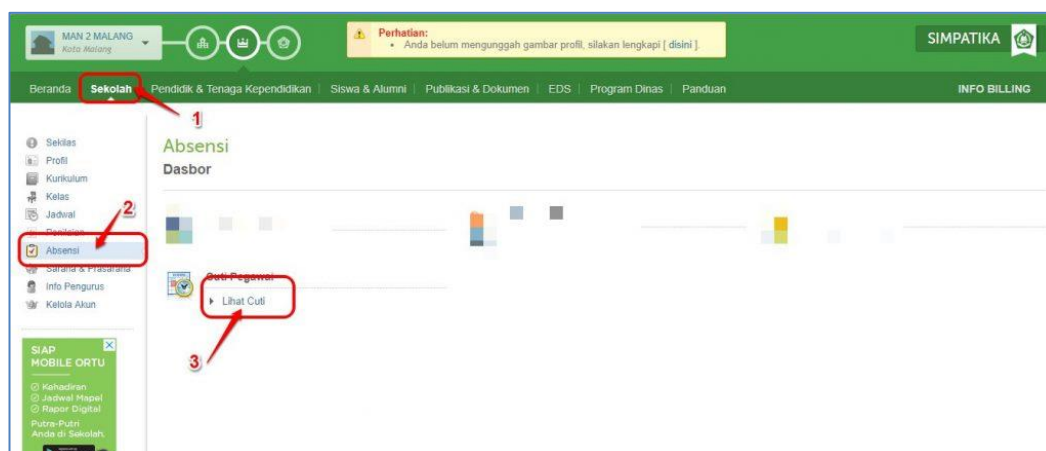 MAN 2 MALANG
Kota Malang
Perhatian:
• Anda belum mengunggah gambar profil, silakan lengkapi [ disini ].
SIMPATIKA
Beranda Sekolah Pendidik & Tenaga Kependidikan | Siswa & Alumni | Publikasi & Dokumen | EDS | Program Dinas | Panduan INFO BILLING
1
Sekilas
Profil
Kurikulum
Kelas
Jadwal
Penilaian
Absensi
Sarana & Prasarana
Info Pengurus
Kelola Akun
2
Absensi
Dasbor
Cuti Pegawai
Lihat Cuti
3
SIAP
MOBILE ORTU
Kehadiran
Jadwal Mapel
Rapor Digital
Putra-Putri
Anda di Sekolah.